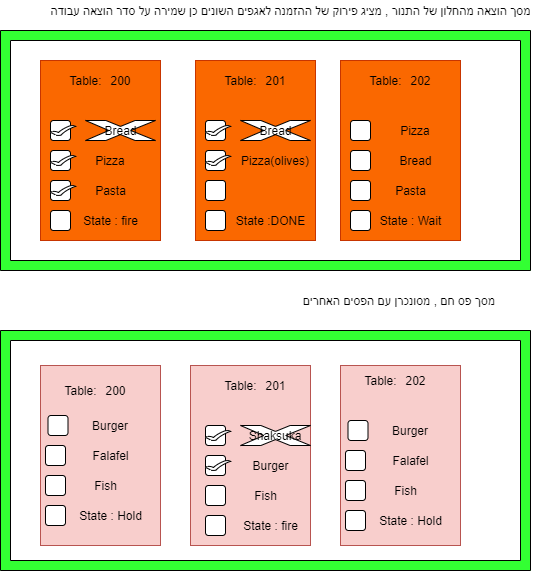 מסך הוצאה מהחלון של התנור , מציג פירוק של ההזמנה לאגפים השונים כן שמירה על סדר הוצאה עבודה
Table: 200
Bread
Pizza
Pasta
State : fire
Table: 201
Bread
Pizza(olives)
State :DONE
Table: 202
Pizza
Bread
Pasta
State : Wait
מסך פס חם , מסונכרן עם הפסים האחרים
Table: 200
Burger
Falafel
Fish
State : Hold
Table: 201
Shaksuka
Burger
Fish
State : fire
Table: 202
Burger
Falafel
Fish
State : Hold